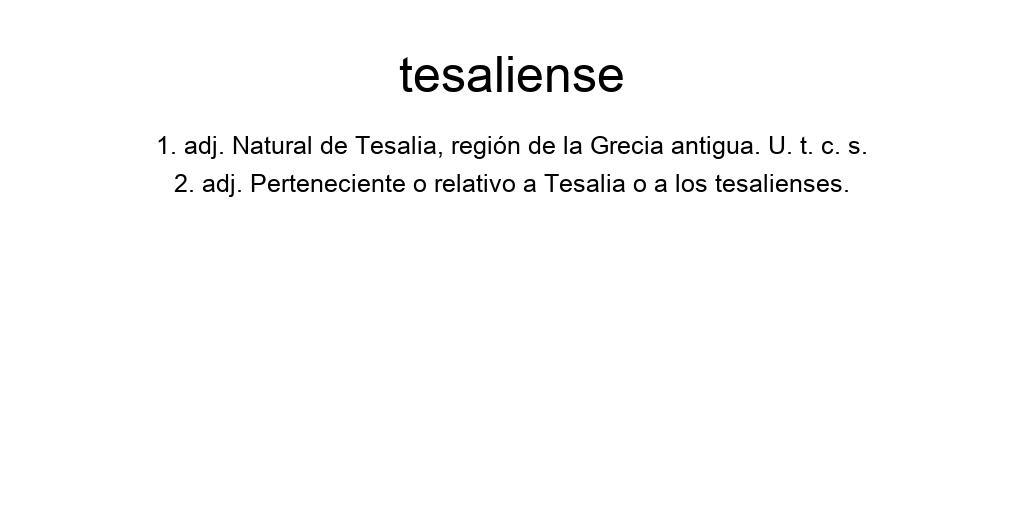 tesaliense
1. adj. Natural de Tesalia, región de la Grecia antigua. U. t. c. s.
2. adj. Perteneciente o relativo a Tesalia o a los tesalienses.